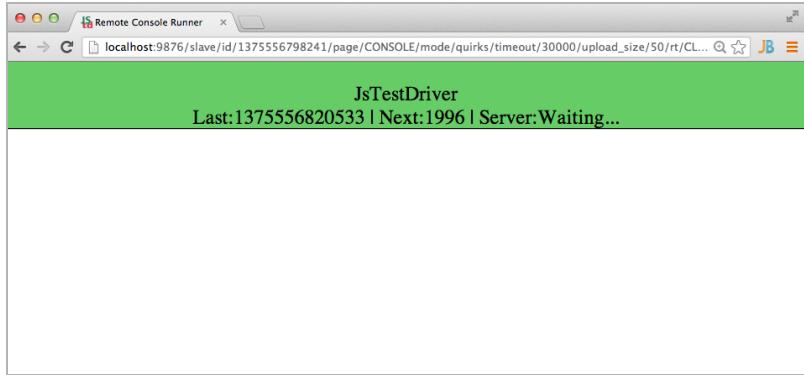 Remote Console Runner
localhost:9876/slave/id/1375556798241/page/CONSOLE/mode/quirks/timeout/30000/upload_size/50/rt/CL...
JB
JsTestDriver
Last:1375556820533 | Next:1996 | Server:Waiting...